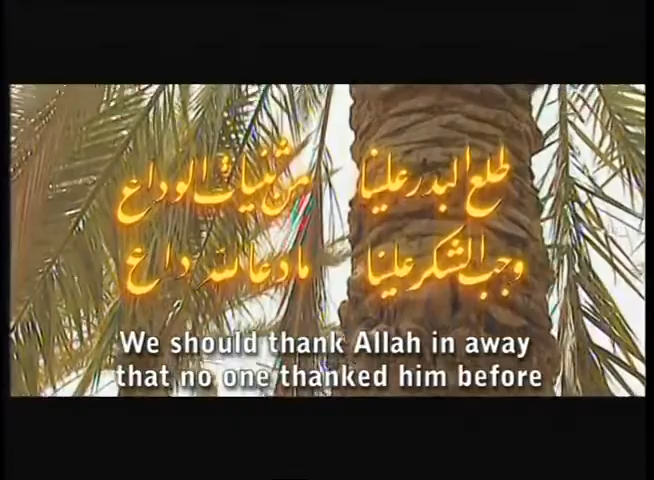 طلع البدر علينا من ثنيات الوداع
وجب الشكر علينا ما دعا لله داع
We should thank Allah in away
that no one thanked him before